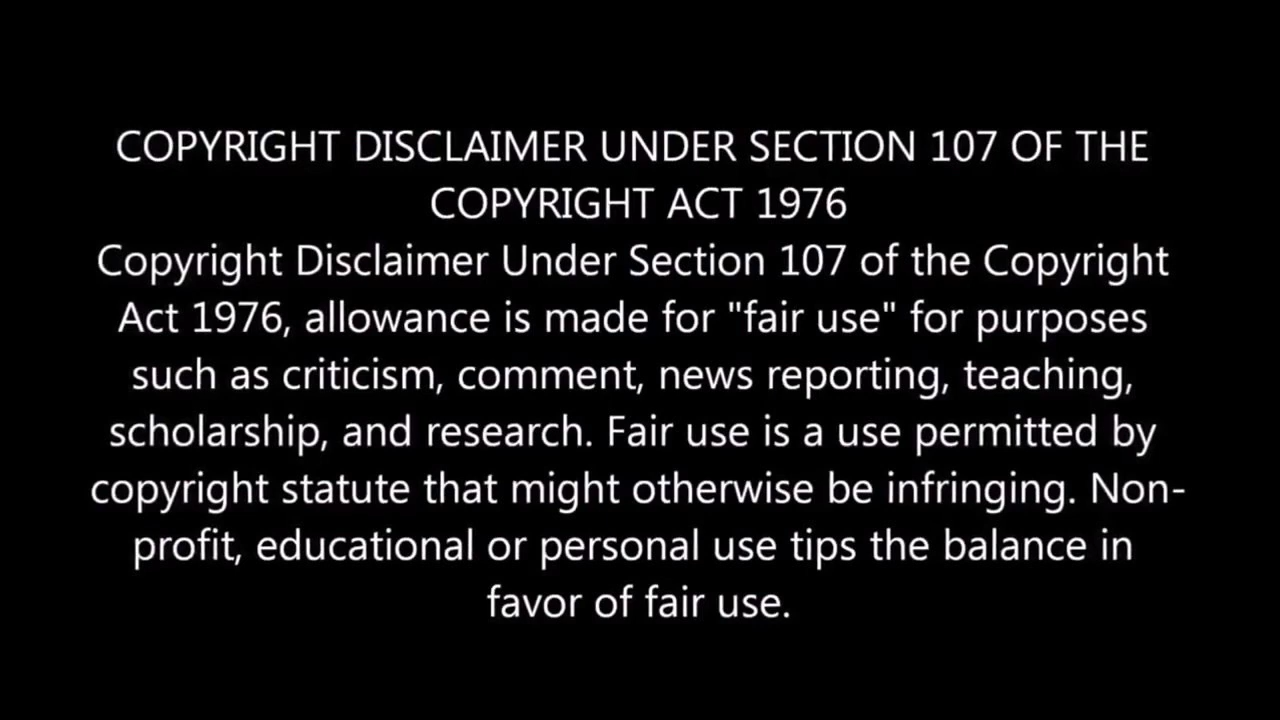 COPYRIGHT DISCLAIMER UNDER SECTION 107 OF THE
COPYRIGHT ACT 1976
Copyright Disclaimer Under Section 107 of the Copyright
Act 1976, allowance is made for "fair use" for purposes
such as criticism, comment, news reporting, teaching,
scholarship, and research. Fair use is a use permitted by
copyright statute that might otherwise be infringing. Non-
profit, educational or personal use tips the balance in
favor of fair use.